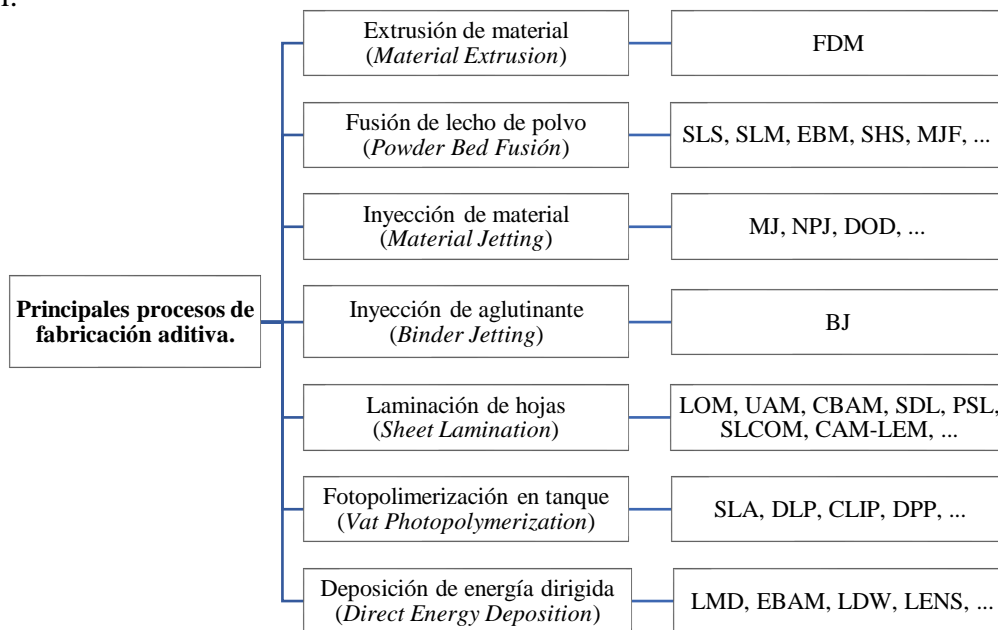 Extrusión de material
(Material Extrusion)
FDM
Fusión de lecho de polvo
(Powder Bed Fusión)
SLS, SLM, EBM, SHS, MJF, ...
Inyección de material
(Material Jetting)
MJ, NPJ, DOD, ...
Principales procesos de
fabricación aditiva.
Inyección de aglutinante
(Binder Jetting)
BJ
Laminación de hojas
(Sheet Lamination)
LOM, UAM, CBAM, SDL, PSL,
SLCOM, CAM-LEM, ...
Fotopolimerización en tanque
(Vat Photopolymerization)
SLA, DLP, CLIP, DPP, ...
Deposición de energía dirigida
(Direct Energy Deposition)
LMD, EBAM, LDW, LENS, ...